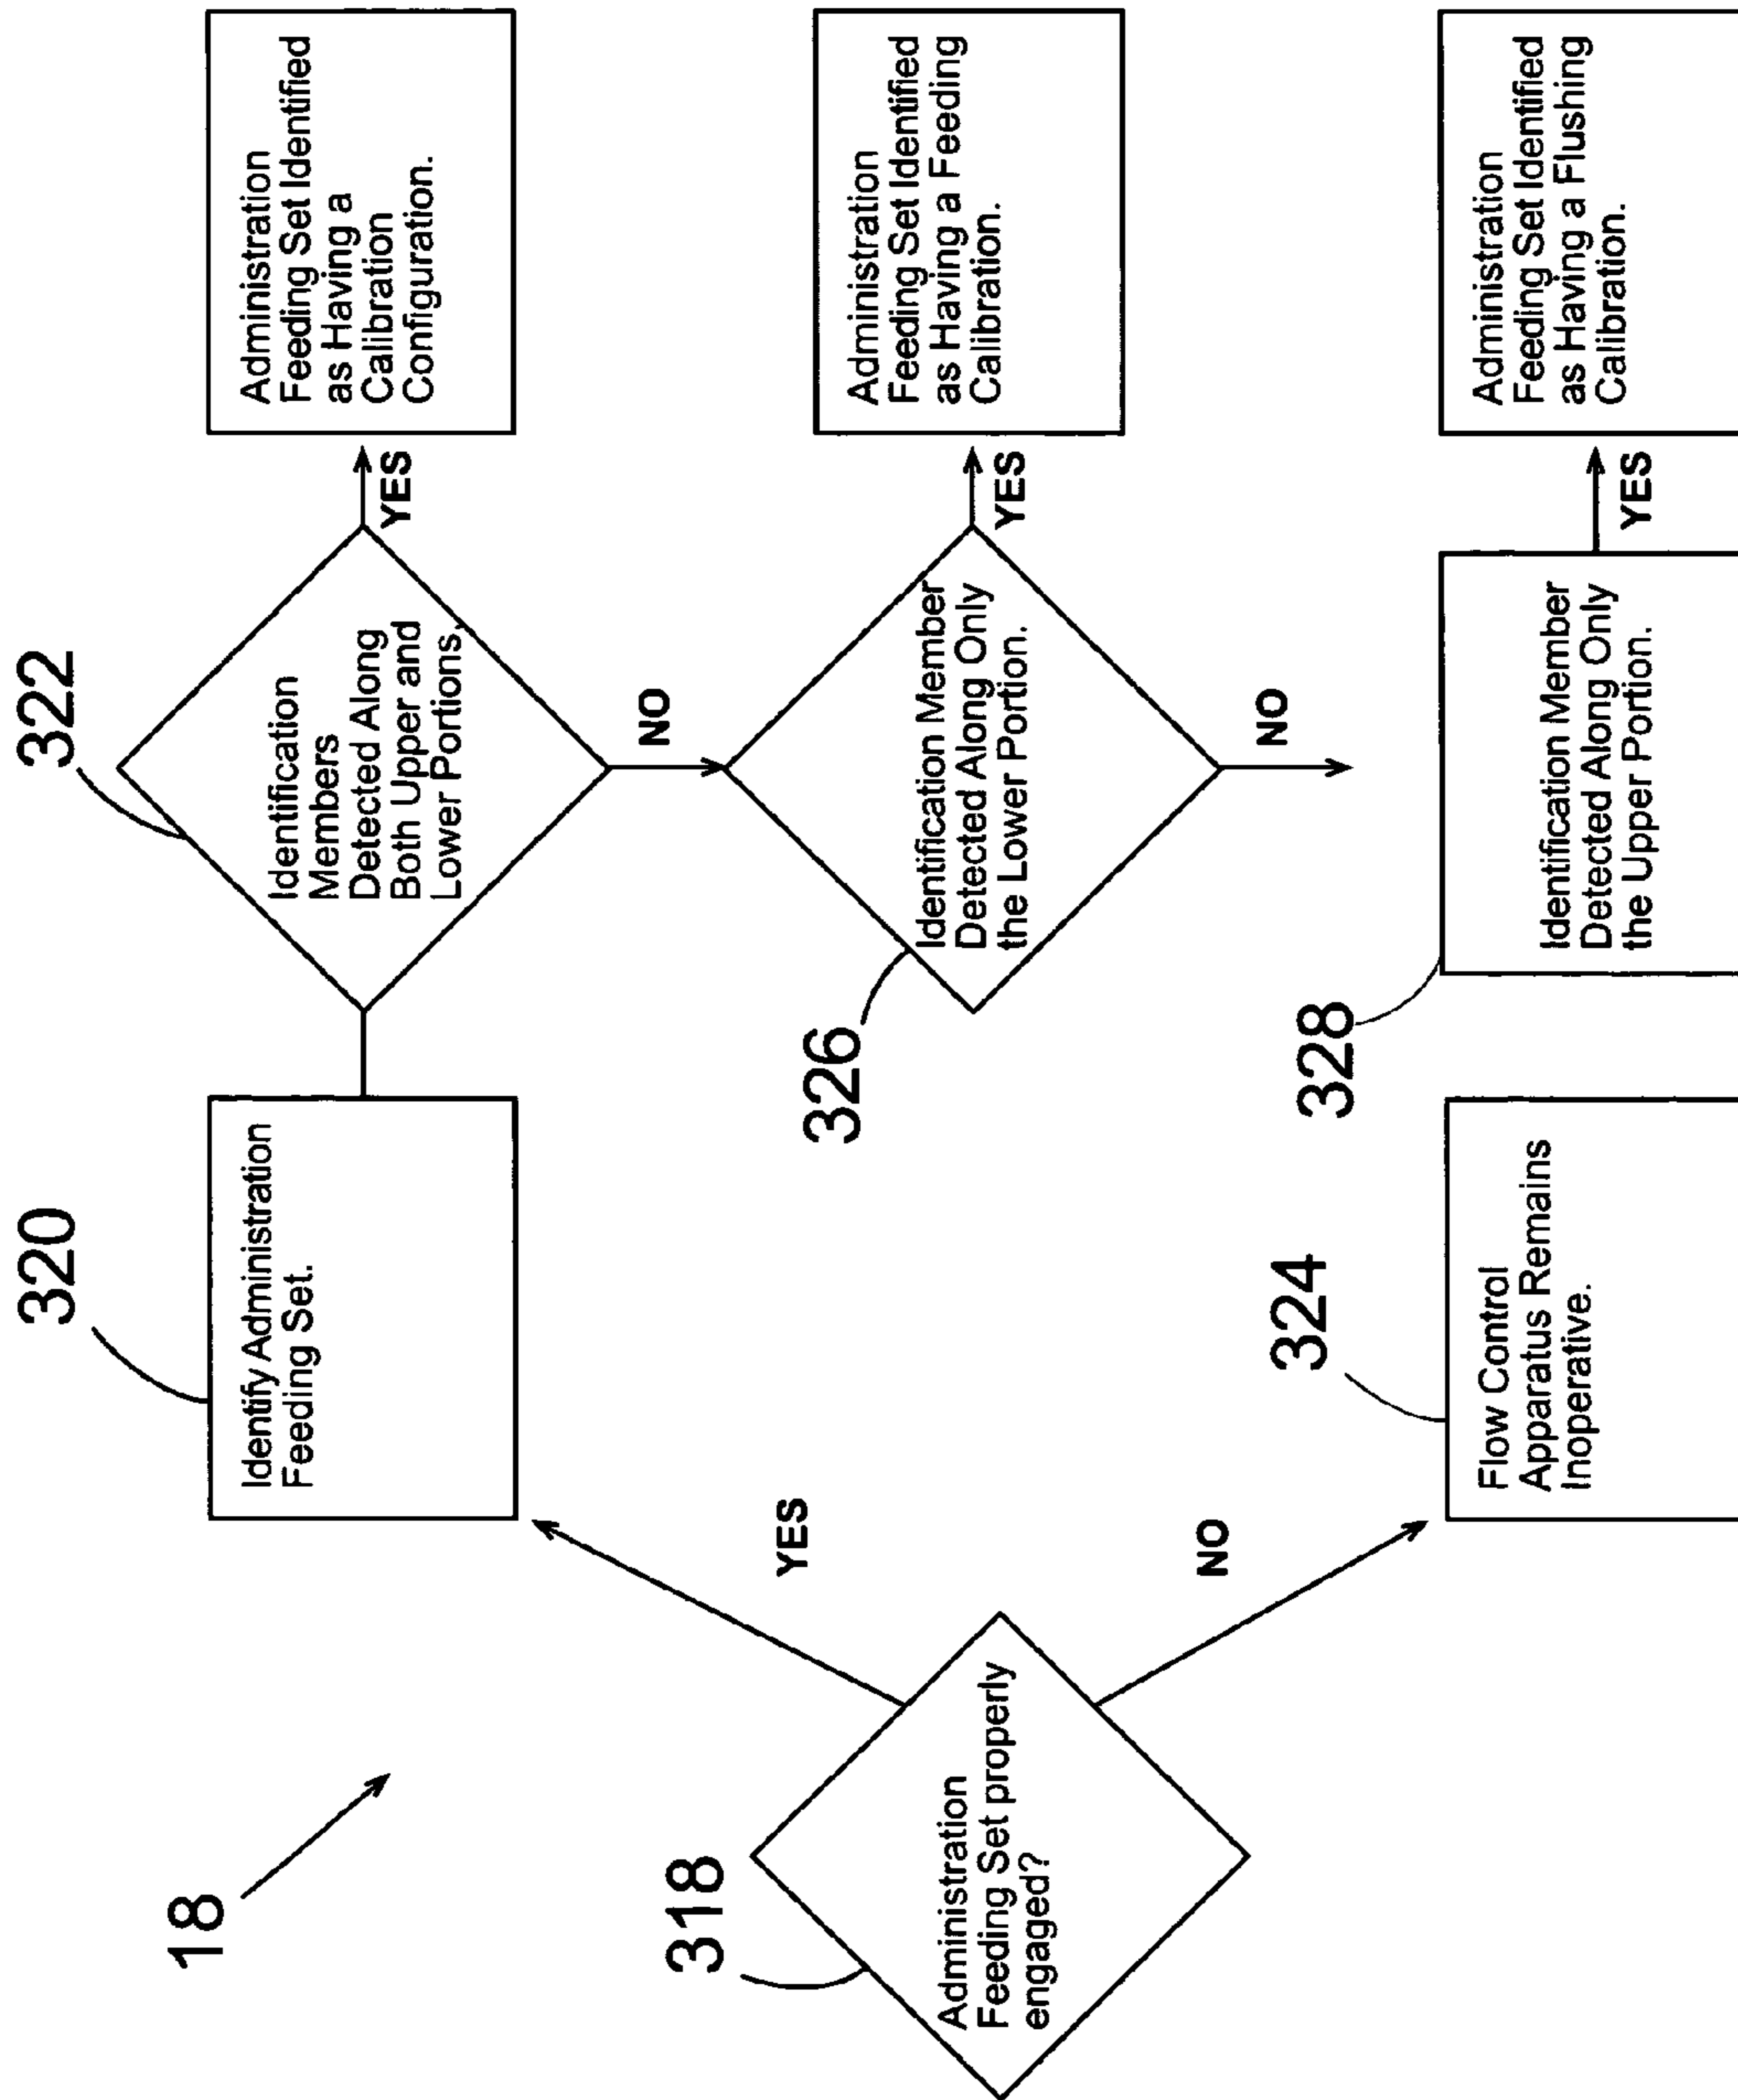 18
318
Administration
Feeding Set properly
engaged?
YES
NO
320
Identify Administration
Feeding Set.
324
Flow Control
Apparatus Remains
Inoperative.
322
Identification
Members
Detected Along
Both Upper and
Lower Portions.
YES
Administration
Feeding Set Identified
as Having a
Calibration
Configuration.
NO
326
Identification Member
Detected Along Only
the Lower Portion.
YES
Administration
Feeding Set Identified
as Having a Feeding
Calibration.
NO
328
Identification Member
Detected Along Only
the Upper Portion.
YES
Administration
Feeding Set Identified
as Having a Flushing
Calibration.